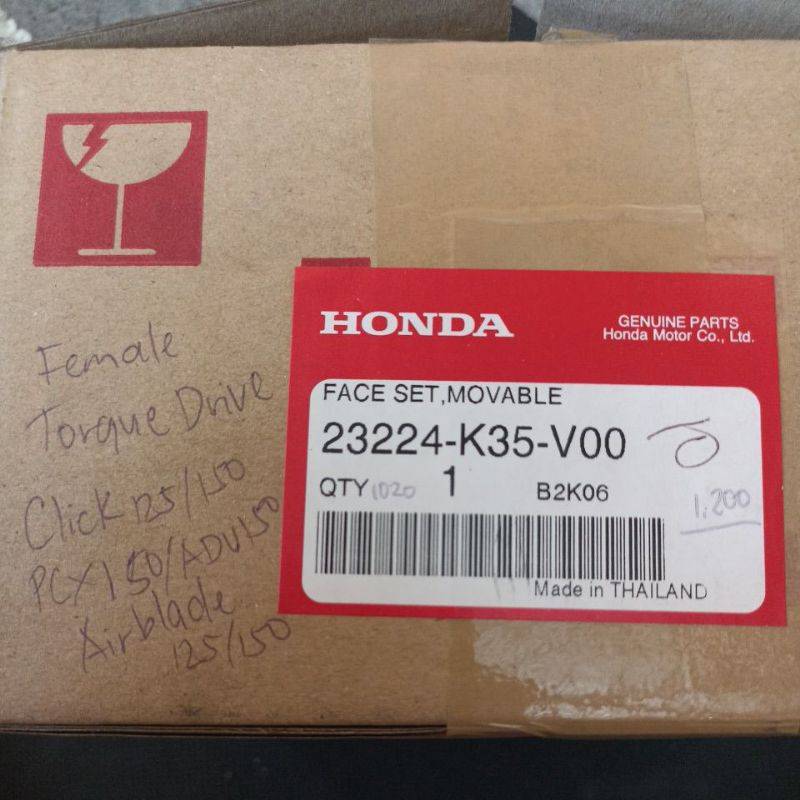 HONDA
GENUINE PARTS
Honda Motor Co., Ltd.
FACE SET,MOVABLE
23224-K35-V00
QTY 1020 1 B2K06
1,200
Made in THAILAND
Female
Torque Drive
Click 125/150
PCX150/ADV150
Airblade
125/150